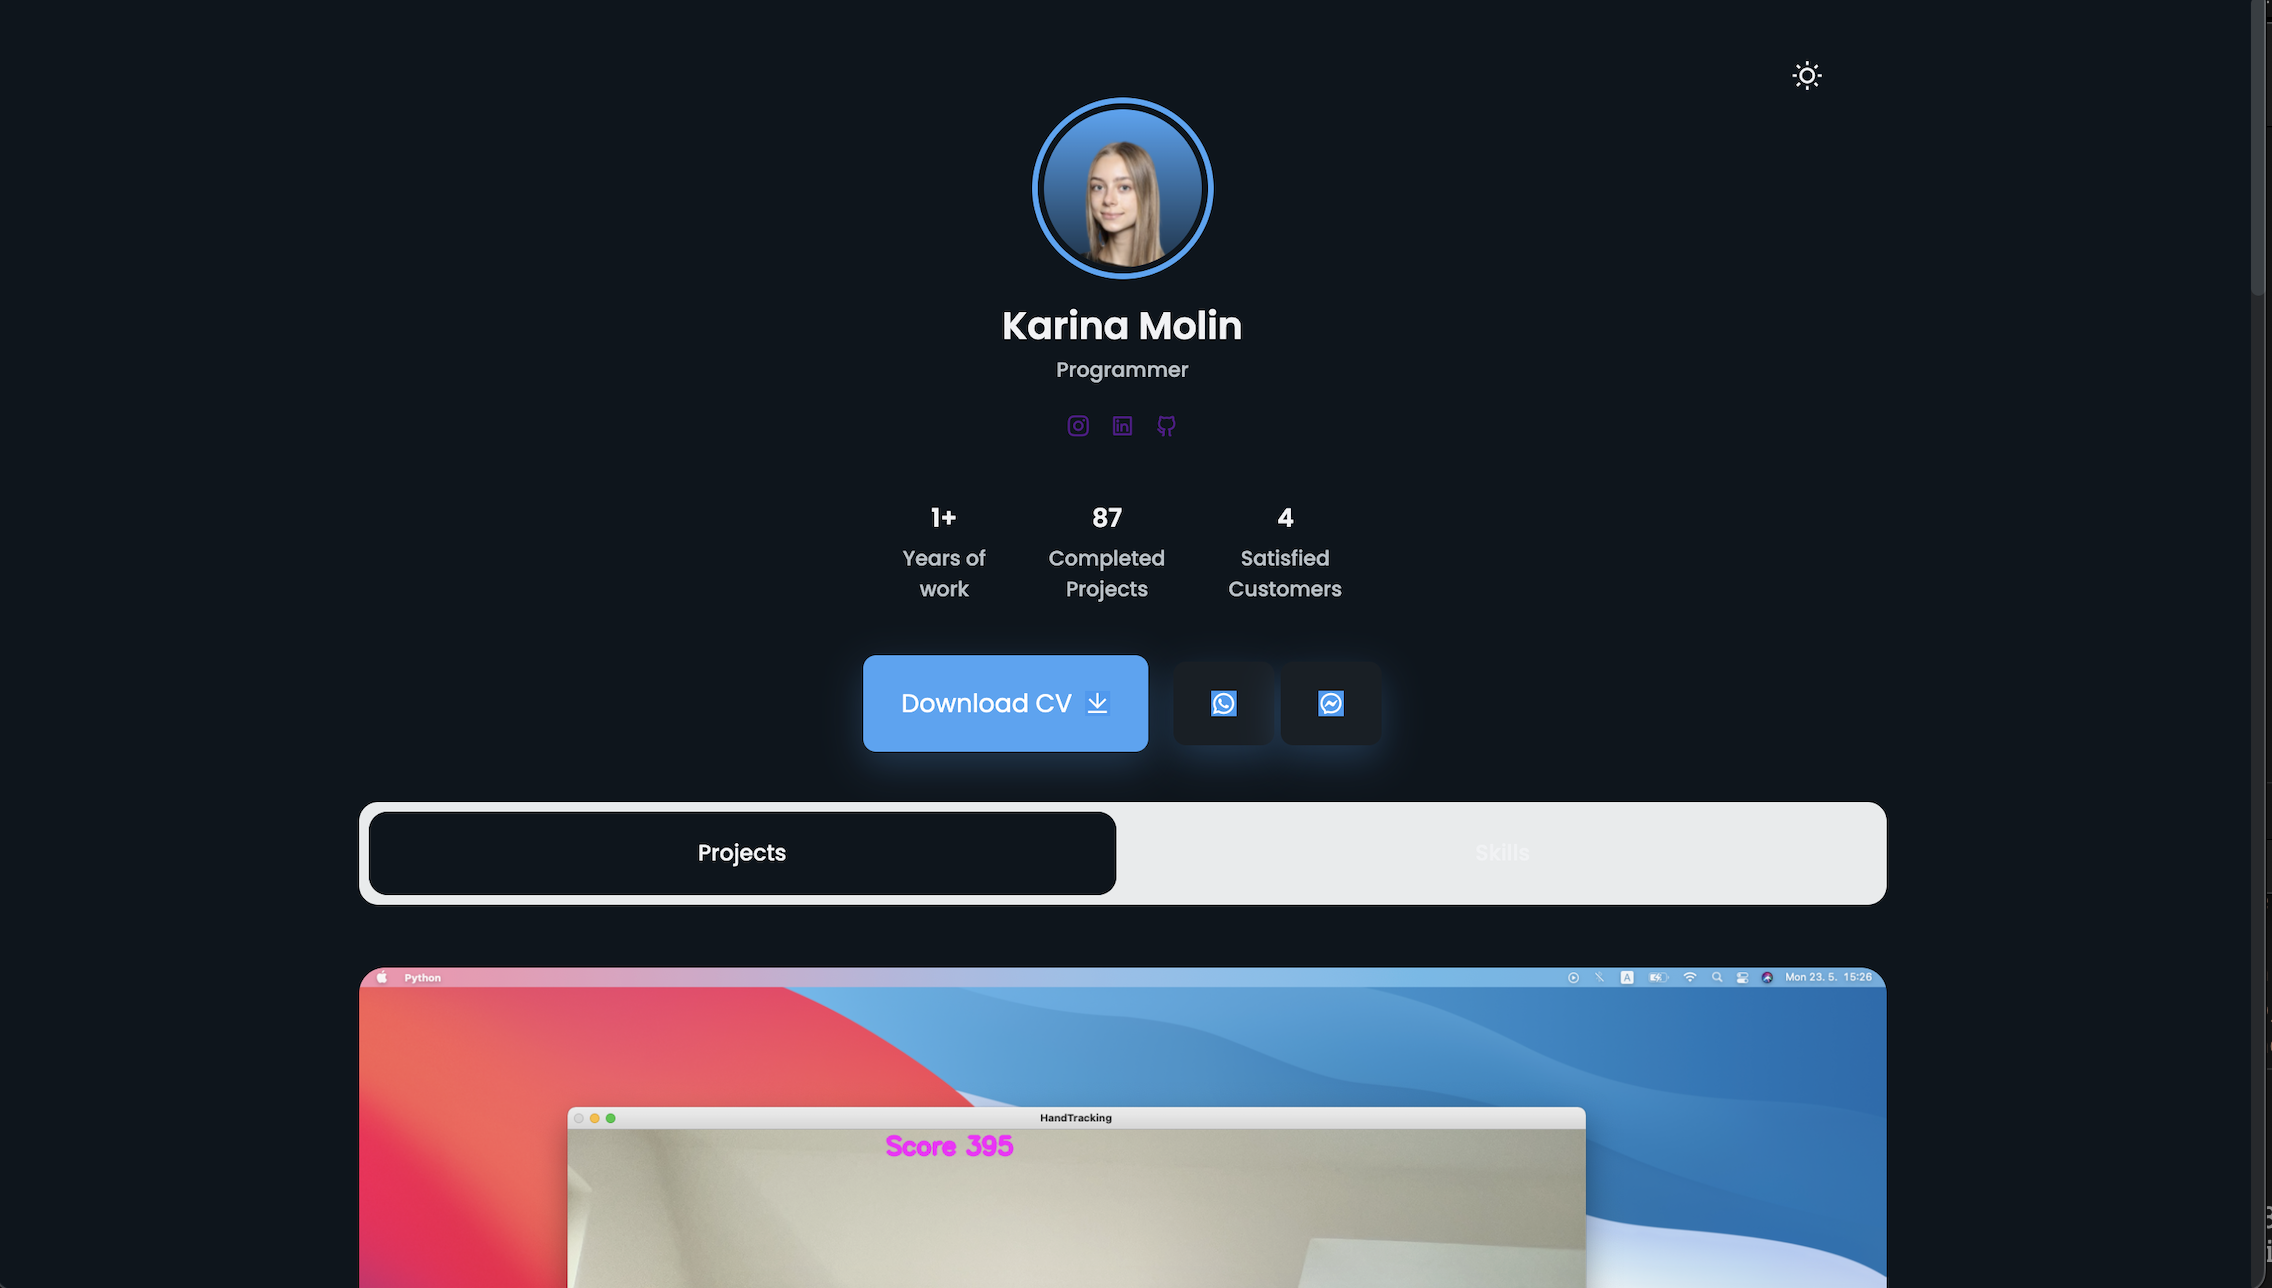 Karina Molin
Programmer
1+
Years of
work
87
Completed
Projects
4
Satisfied
Customers
Download CV
Projects
Skills
Python
A
Mon 23. 5. 15:26
HandTracking
Score 395